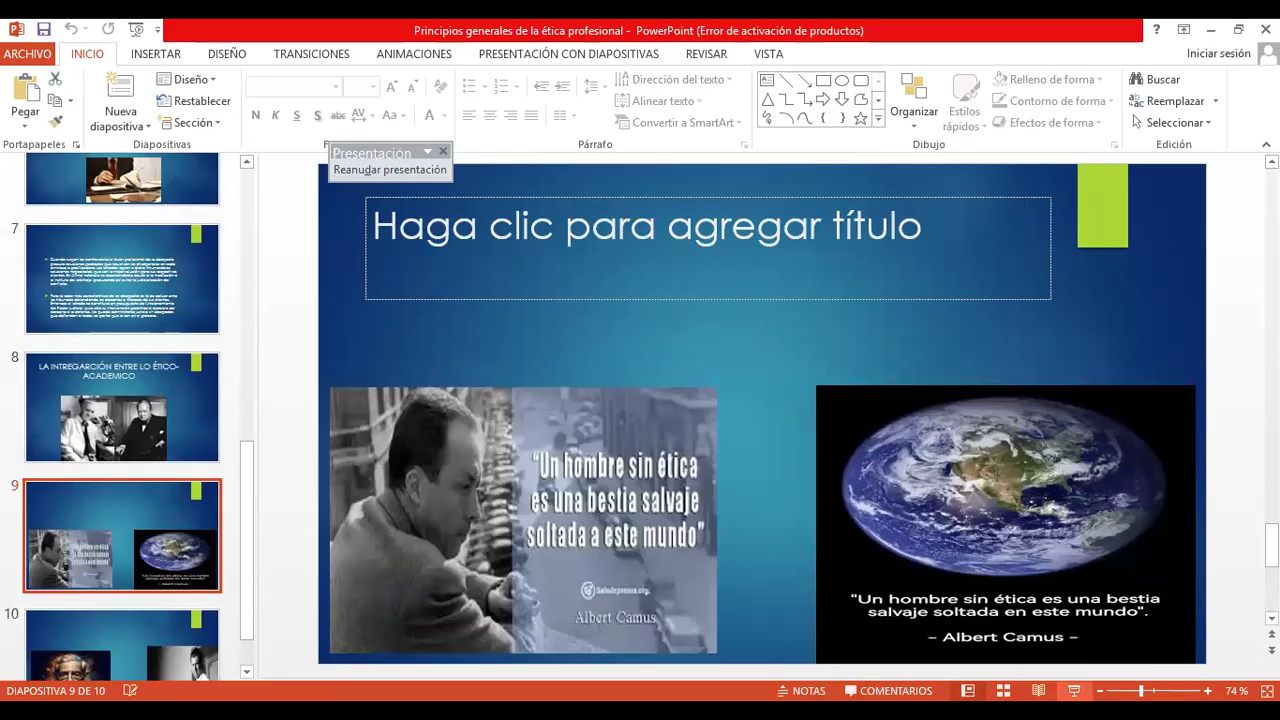 Principios generales de la ética profesional - PowerPoint (Error de activación de productos)
ARCHIVO INICIO INSERTAR DISEÑO TRANSICIONES ANIMACIONES PRESENTACIÓN CON DIAPOSITIVAS REVISAR VISTA Iniciar sesión
Pegar
Nueva
diapositiva
Diseño
Restablecer
Sección
N K S S abc AV Aa A
Dirección del texto
Alinear texto
Convertir a SmartArt
Organizar
Estilos
rápidos
Relleno de forma
Contorno de forma
Efectos de forma
Buscar
Reemplazar
Seleccionar
Portapapeles Diapositivas F Párrafo Dibujo Edición
Presentación
Reanudar presentación
7
8
LA INTREGARCIÓN ENTRE LO ÉTICO-
ACADEMICO
9
10
Haga clic para agregar título
"Un hombre sin ética
es una bestia salvaje
soltada a este mundo"
Albert Camus
"Un hombre sin ética es una bestia
salvaje soltada en este mundo".
– Albert Camus –
DIAPOSITIVA 9 DE 10 NOTAS COMENTARIOS 74 %